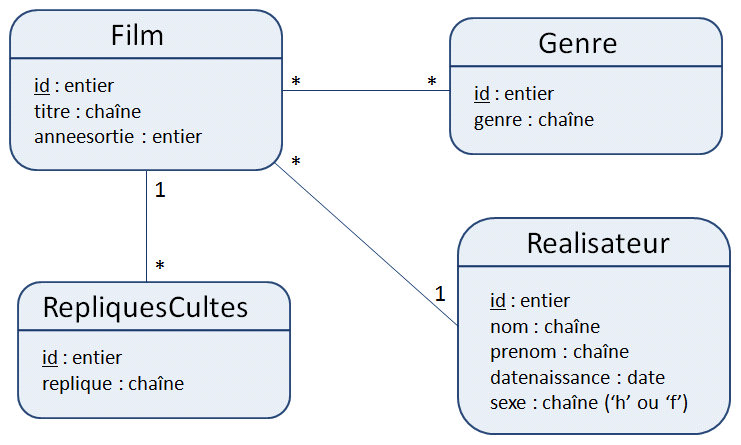 Film
id : entier
titre : chaîne
anneesortie : entier
* *
Genre
id : entier
genre : chaîne
1
*
*
1
RepliquesCultes
id : entier
replique : chaîne
Realisateur
id : entier
nom : chaîne
prenom : chaîne
datenaissance : date
sexe : chaîne (‘h’ ou ‘f’)